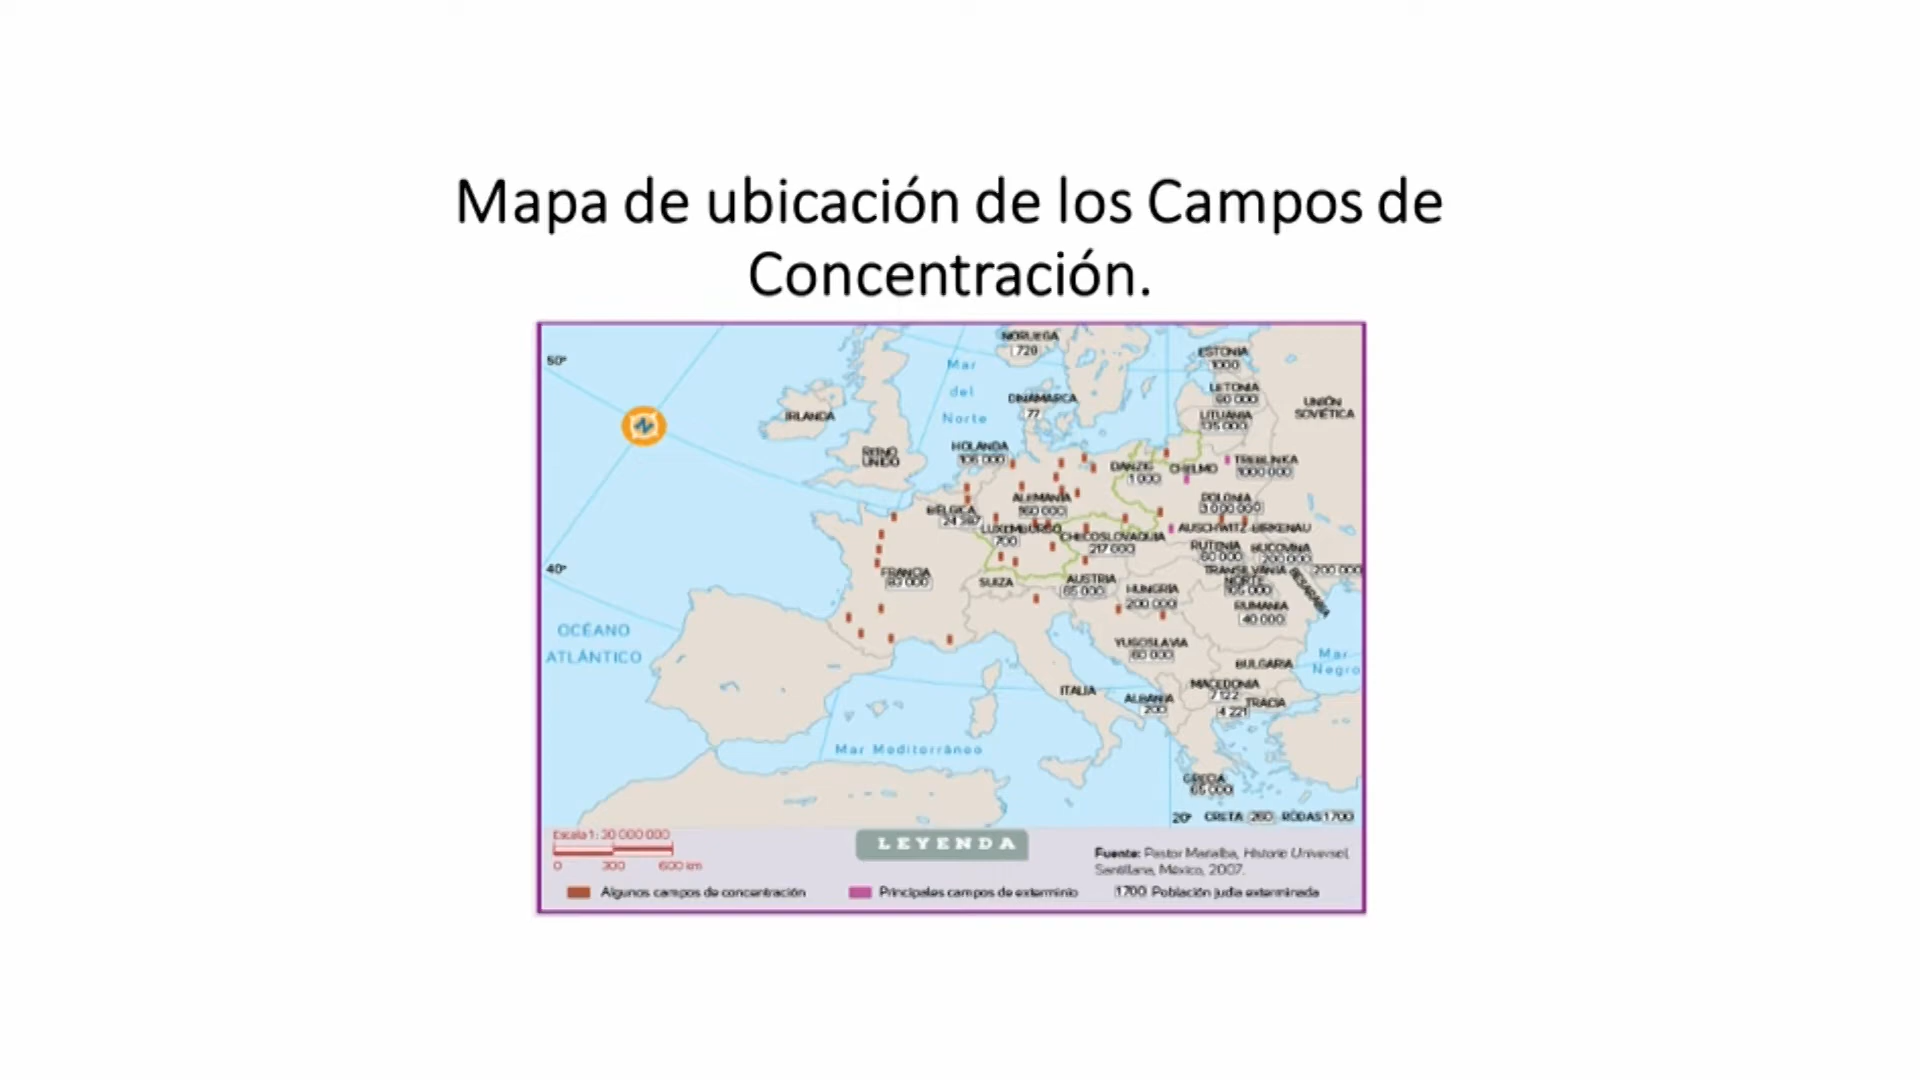 Mapa de ubicación de los Campos de
Concentración.
NORUEGA
720
50°
ESTONIA
1000
Mar
del
Norte
LETONIA
DINAMARCA
77
UNIÓN
SOVIÉTICA
IRLANDA
LITUANIA
135 000
REINO
UNIDO
HOLANDA
106 000
DANZIG
1 000
CHELMO
TREBLINKA
1000 000
ALEMANIA
160 000
POLONIA
3 000 000
BÉLGICA
24 387
LUXEMBURGO
700
AUSCHWITZ-BIRKENAU
CHECOSLOVAQUIA
217 000
RUTENIA
60 000
BUCOVINA
200 000
40°
FRANCIA
83 000
SUIZA
AUSTRIA
65 000
TRANSILVANIA
NORTE
105 000
200 000
BESARABIA
HUNGRÍA
200 000
RUMANIA
40 000
OCÉANO
ATLÁNTICO
YUGOSLAVIA
60 000
Mar
Negro
BULGARIA
ITALIA
ALBANIA
200
MACEDONIA
7 122
TRACIA
4 221
Mar Mediterráneo
GRECIA
65 000
20° CRETA 260 RODAS 1700
Escala 1: 30 000 000
0 300 600 km
LEYENDA
Fuente: Pastor Marialba, Historia Universal,
Santillana, México, 2007.
Algunos campos de concentración
Principales campos de exterminio
1700 Población judía exterminada